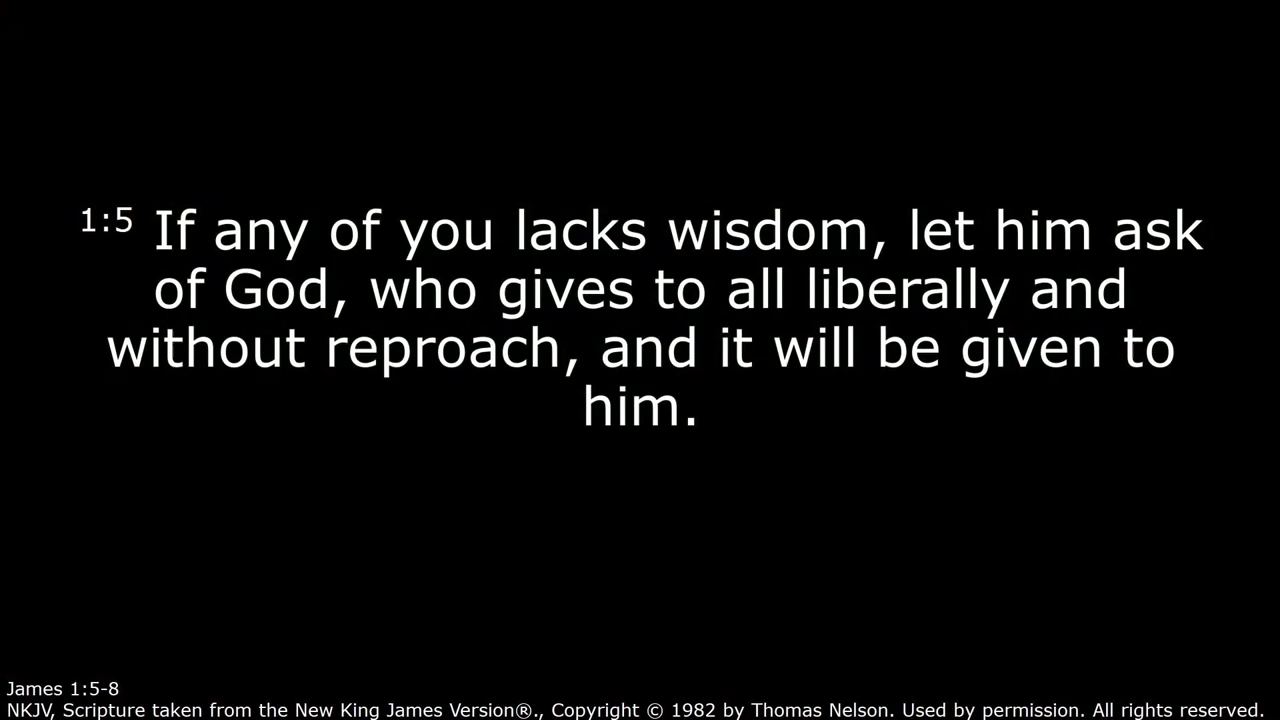 1:5 If any of you lacks wisdom, let him ask
of God, who gives to all liberally and
without reproach, and it will be given to
him.
James 1:5-8
NKJV, Scripture taken from the New King James Version®., Copyright © 1982 by Thomas Nelson. Used by permission. All rights reserved.